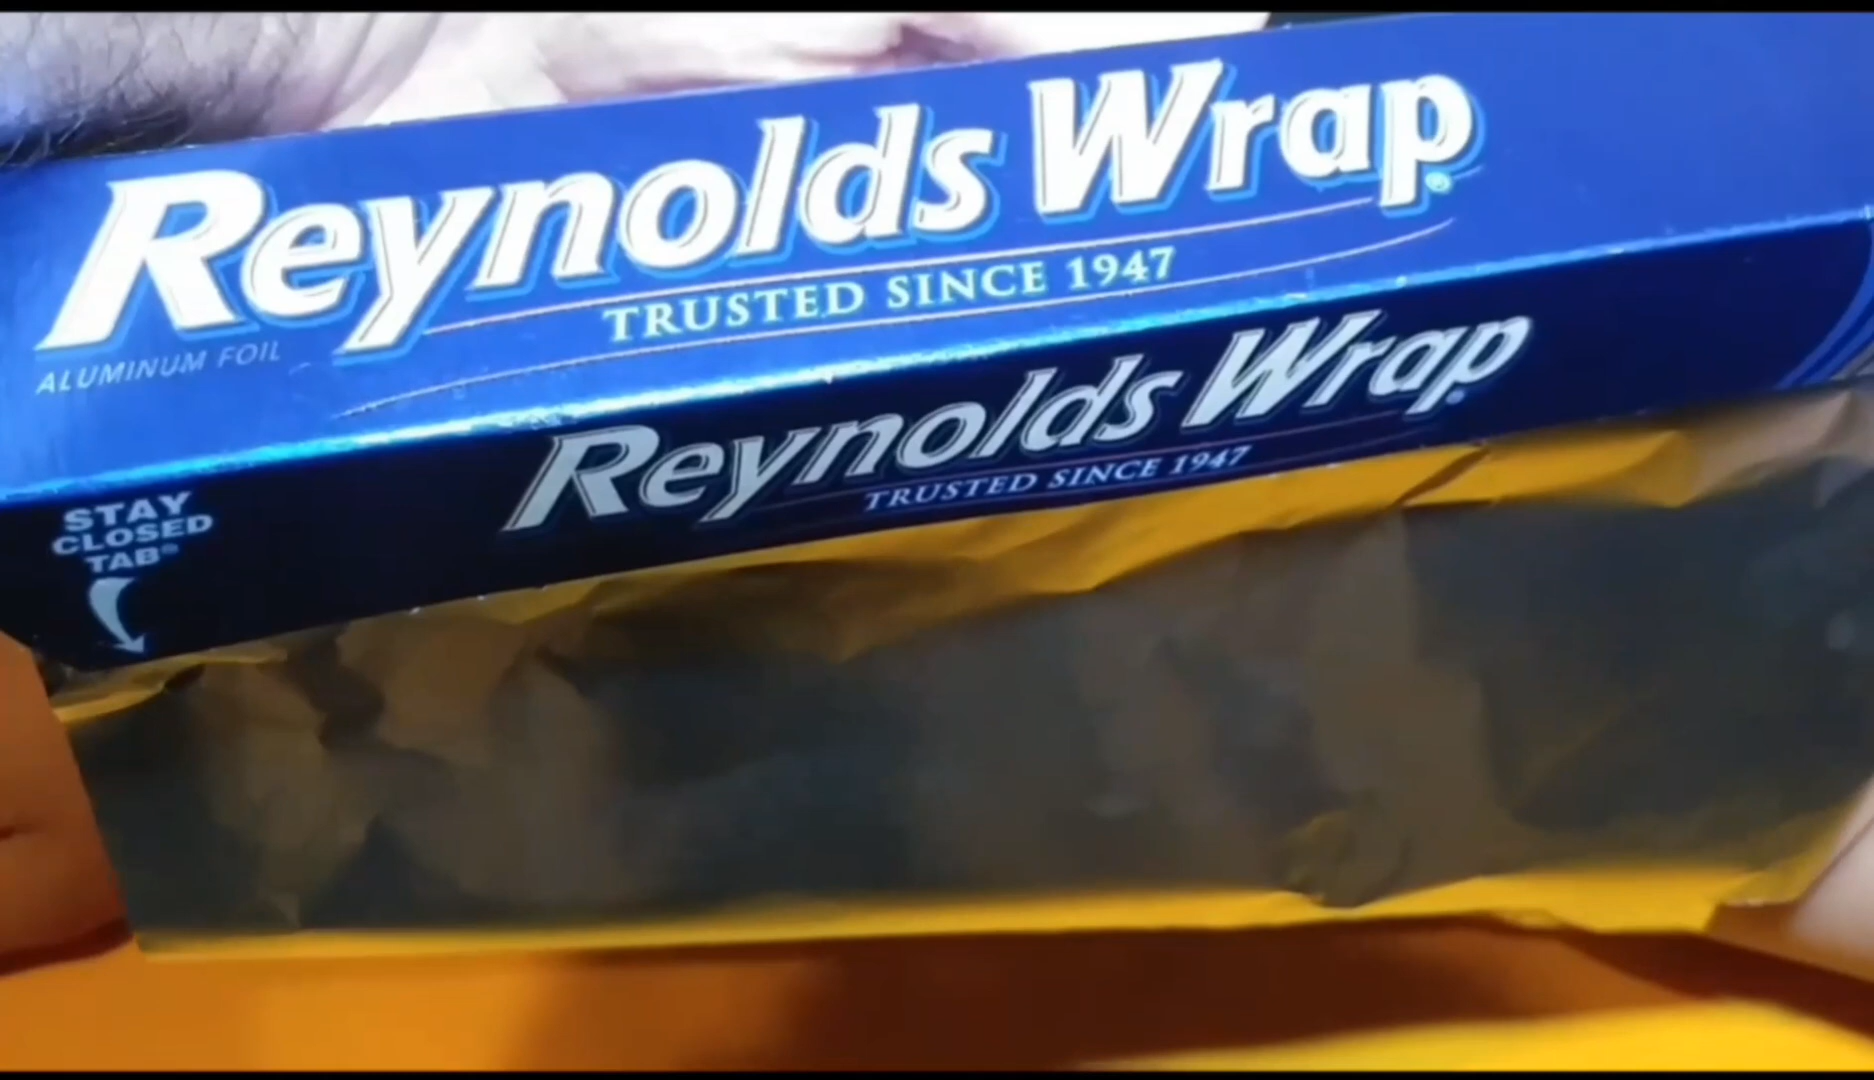 Reynolds Wrap®
TRUSTED SINCE 1947
ALUMINUM FOIL
Reynolds Wrap®
TRUSTED SINCE 1947
STAY
CLOSED
TAB®